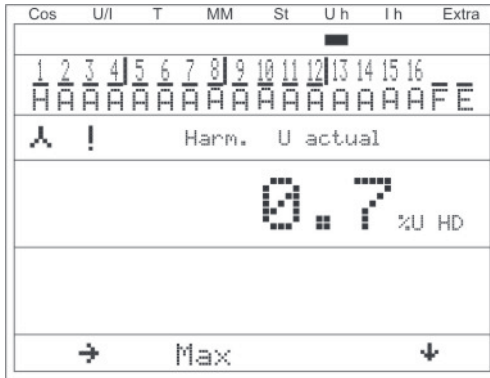 Cos U/I T MM St U h I h Extra
1 2 3 4 5 6 7 8 9 10 11 12 13 14 15 16
H A A A A A A A A A A A A A A A F E
! Harm. U actual
0.7 %U HD
→ Max ↓